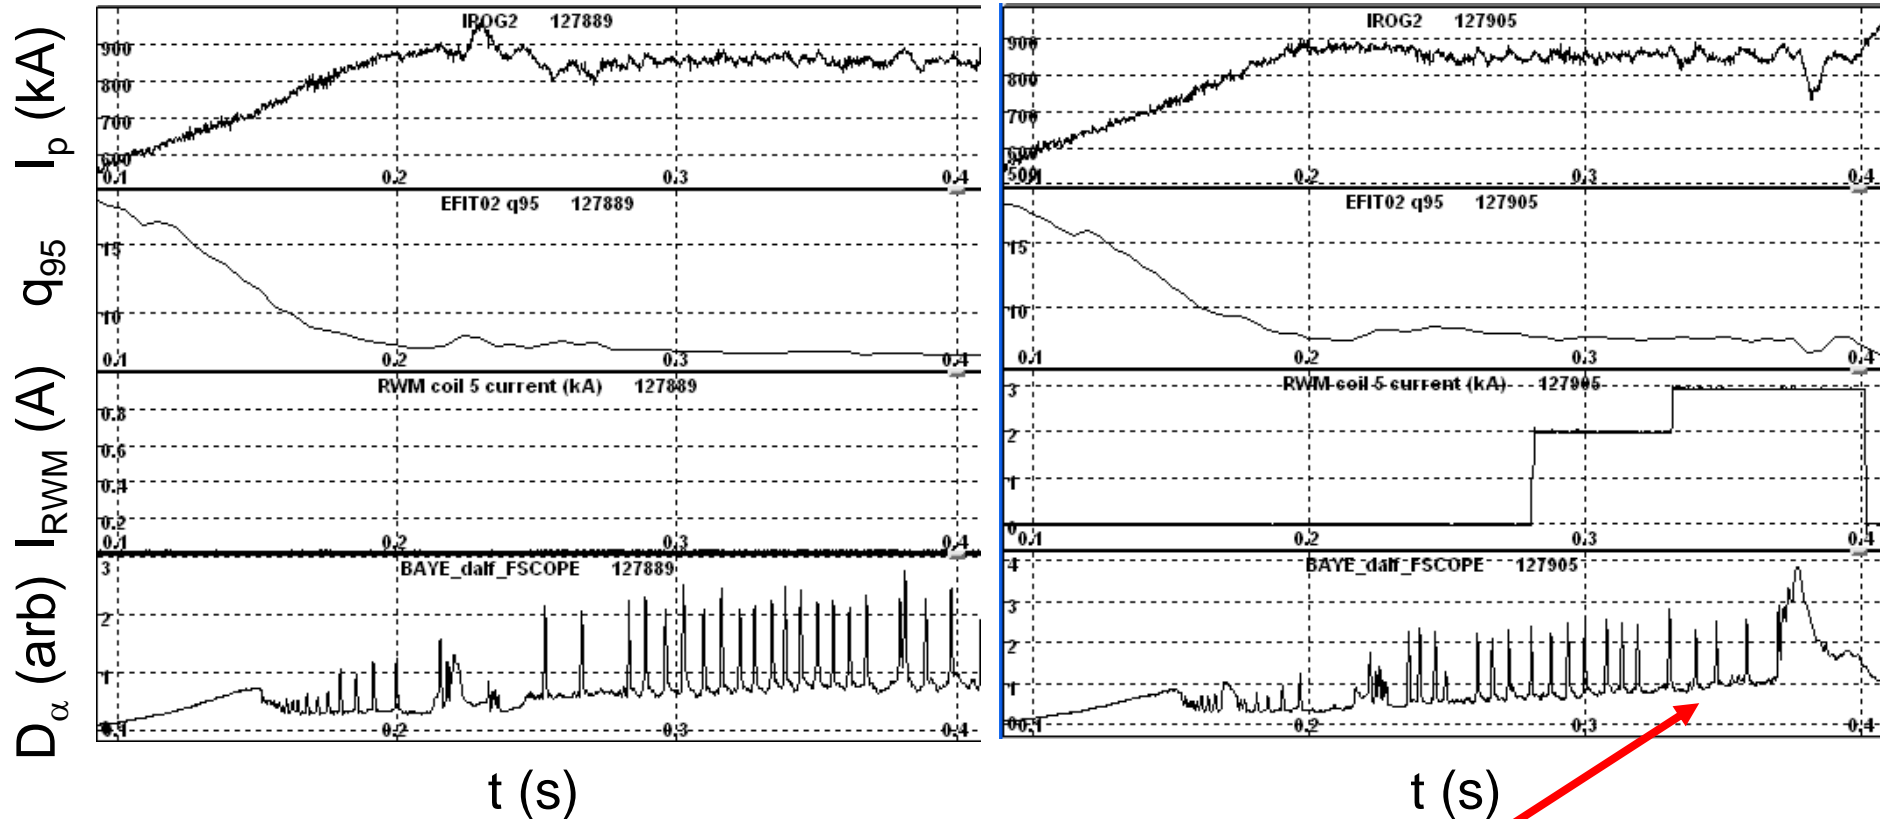 I_p (kA)
q_95
I_RWM (A)
D_α (arb)
IROG2 127889
900
800
700
600
0.1 0.2 0.3 0.4
EFIT02 q95 127889
15
10
0.1 0.2 0.3 0.4
RWM coil 5 current (kA) 127889
0.8
0.6
0.4
0.2
0.1 0.2 0.3 0.4
BAYE_dalf_FSCOPE 127889
3
2
1
0.2 0.3 0.4
t (s)
IROG2 127905
900
800
700
600
500
0.2 0.3 0.4
EFIT02 q95 127905
15
10
0.1 0.2 0.3 0.4
RWM coil 5 current (kA) 127905
3
2
1
0
0.1 0.2 0.3 0.4
BAYE_dalf_FSCOPE 127905
4
3
2
1
0.1 0.2 0.3 0.4
t (s)